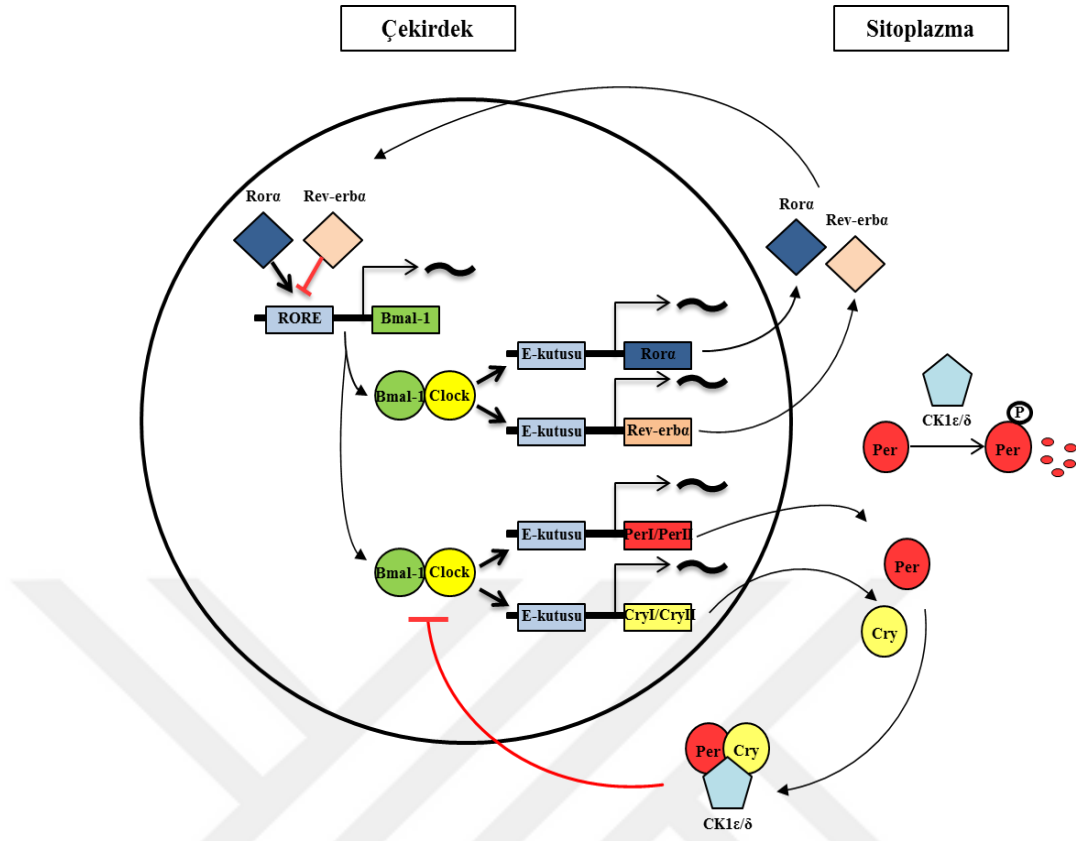 Çekirdek
Sitoplazma
Rorα
Rev-erbα
Rorα
Rev-erbα
RORE
Bmal-1
E-kutusu
Rorα
Bmal-1
Clock
E-kutusu
Rev-erbα
CK1ε/δ
P
Per
Per
E-kutusu
PerI/PerII
Bmal-1
Clock
Per
E-kutusu
CryI/CryII
Cry
Per
Cry
CK1ε/δ